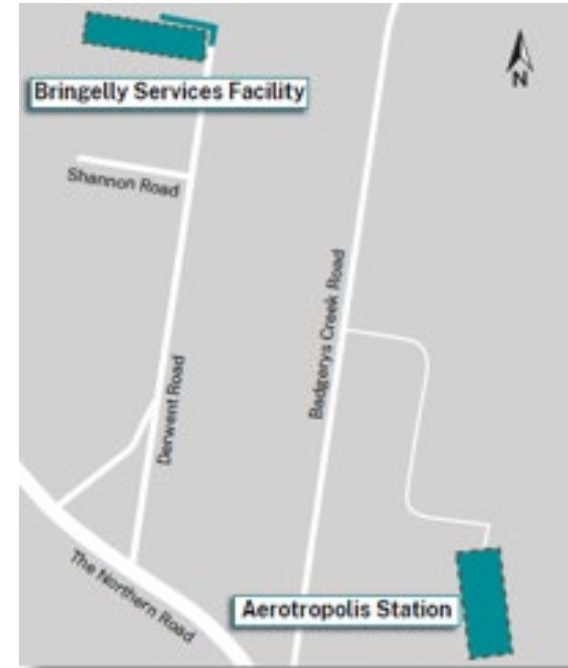 N
Bringelly Services Facility
Shannon Road
Badgerys Creek Road
Derwent Road
The Northern Road
Aerotropolis Station